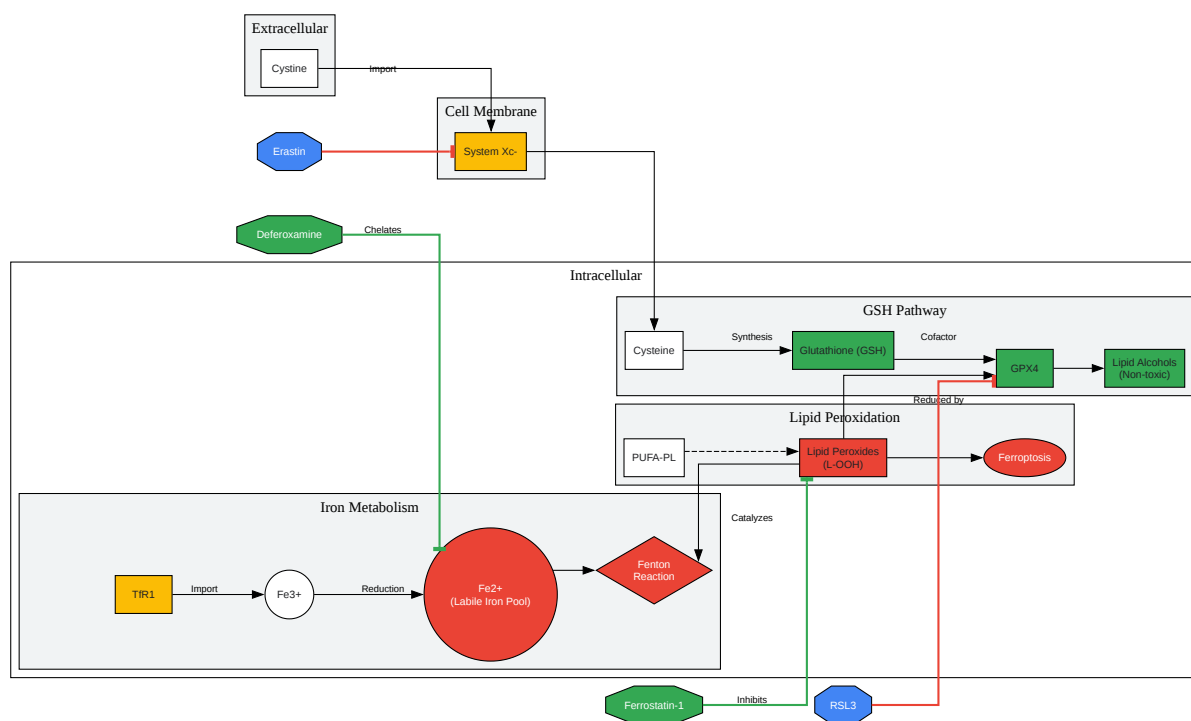 Extracellular
Cystine
Import
Cell Membrane
System Xc-
Erastin
Deferoxamine
Chelates
Intracellular
GSH Pathway
Cysteine
Synthesis
Glutathione (GSH)
Cofactor
GPX4
Lipid Alcohols
(Non-toxic)
Reduced by
Lipid Peroxidation
PUFA-PL
Lipid Peroxides
(L-OOH)
Ferroptosis
Catalyzes
Iron Metabolism
TfR1
Import
Fe3+
Reduction
Fe2+
(Labile Iron Pool)
Fenton
Reaction
Ferrostatin-1
Inhibits
RSL3